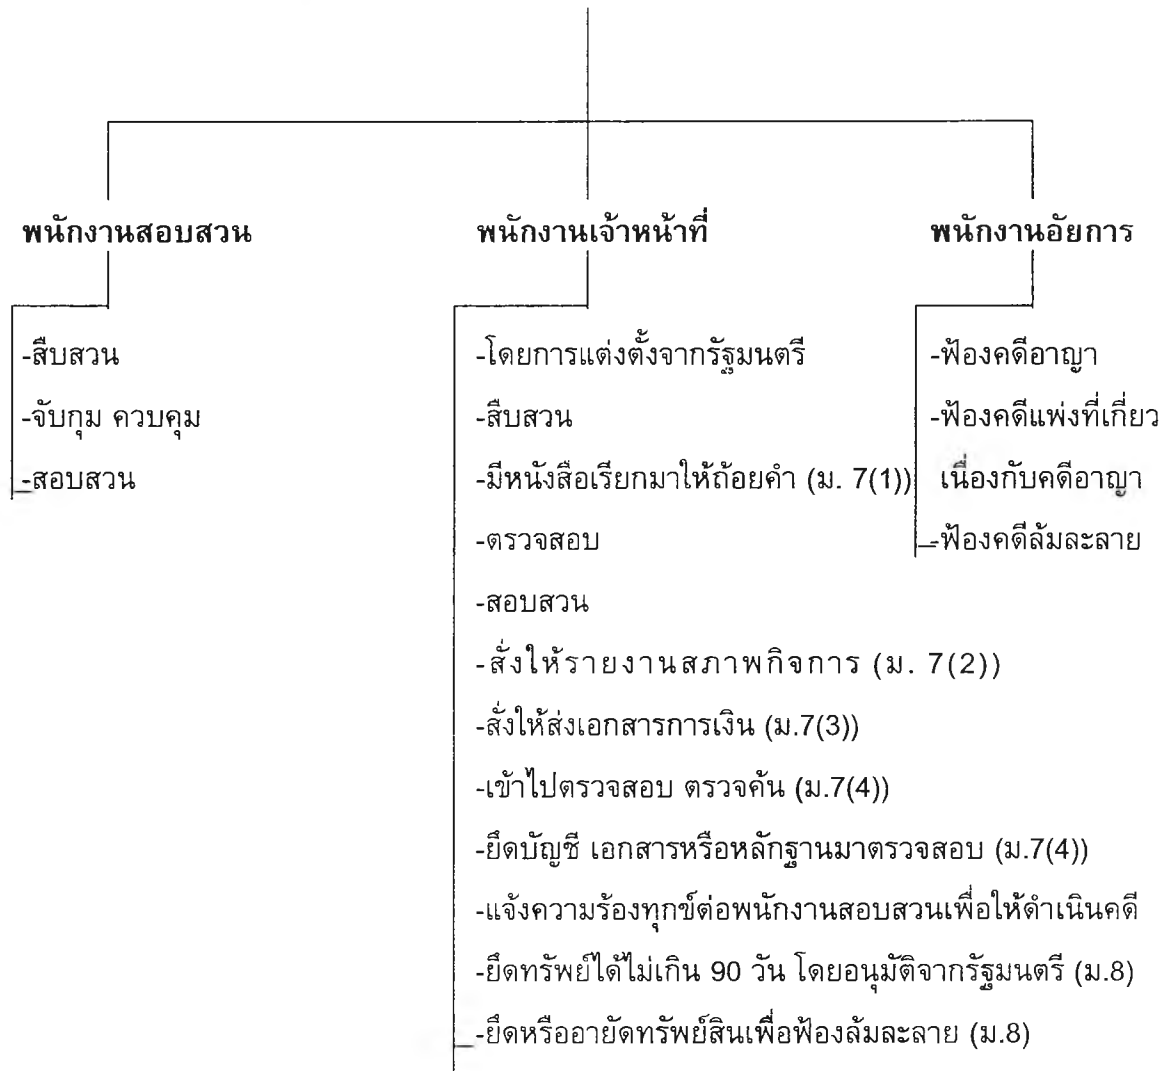 พนักงานสอบสวน
-สืบสวน
-จับกุม ควบคุม
-สอบสวน
พนักงานเจ้าหน้าที่
-โดยการแต่งตั้งจากรัฐมนตรี
-สืบสวน
-มีหนังสือเรียกมาให้ถ้อยคำ (ม. 7(1))
-ตรวจสอบ
-สอบสวน
-สั่งให้รายงานสภาพกิจการ (ม. 7(2))
-สั่งให้ส่งเอกสารการเงิน (ม.7(3))
-เข้าไปตรวจสอบ ตรวจค้น (ม.7(4))
-ยึดบัญชี เอกสารหรือหลักฐานมาตรวจสอบ (ม.7(4))
-แจ้งความร้องทุกข์ต่อพนักงานสอบสวนเพื่อให้ดำเนินคดี
-ยึดทรัพย์ได้ไม่เกิน 90 วัน โดยอนุมัติจากรัฐมนตรี (ม.8)
-ยึดหรืออายัดทรัพย์สินเพื่อฟ้องล้มละลาย (ม.8)
พนักงานอัยการ
-ฟ้องคดีอาญา
-ฟ้องคดีแพ่งที่เกี่ยว
เนื่องกับคดีอาญา
-ฟ้องคดีล้มละลาย